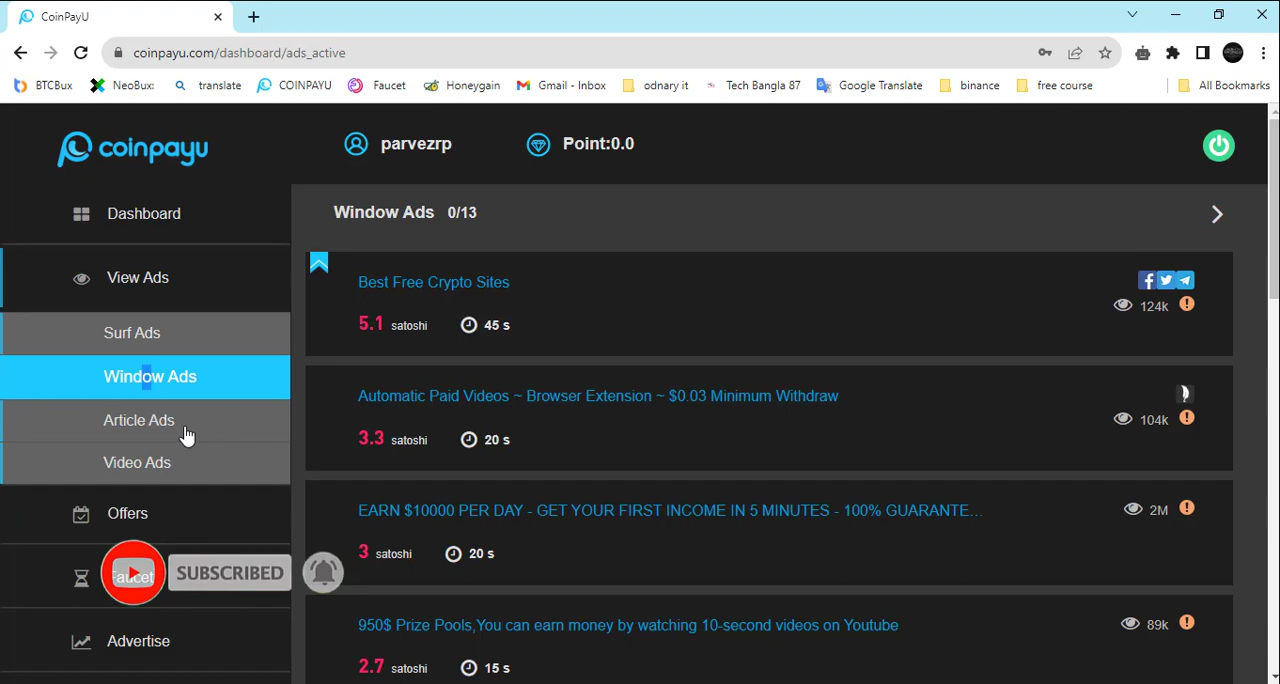 CoinPayU
coinpayu.com/dashboard/ads_active
BTCBux NeoBux: translate COINPAYU Faucet Honeygain Gmail - Inbox odnary it Tech Bangla 87 Google Translate binance free course All Bookmarks
coinpayu parvezrp Point:0.0
Dashboard
View Ads
Surf Ads
Window Ads
Article Ads
Video Ads
Offers
Faucet
SUBSCRIBED
Advertise
Window Ads 0/13
Best Free Crypto Sites
5.1 satoshi 45 s
124k
Automatic Paid Videos ~ Browser Extension ~ $0.03 Minimum Withdraw
3.3 satoshi 20 s
104k
EARN $10000 PER DAY - GET YOUR FIRST INCOME IN 5 MINUTES - 100% GUARANTE...
3 satoshi 20 s
2M
950$ Prize Pools,You can earn money by watching 10-second videos on Youtube
2.7 satoshi 15 s
89k